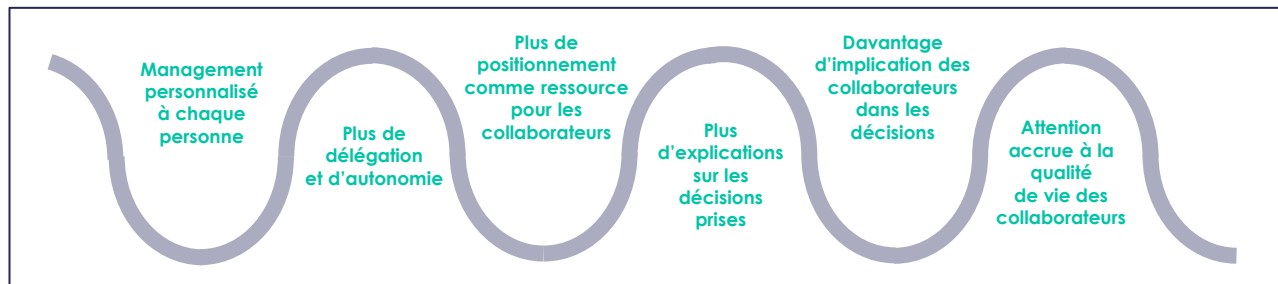 Management
personnalisé
à chaque
personne
Plus de
délégation
et d'autonomie
Plus de
positionnement
comme ressource
pour les
collaborateurs
Plus
d'explications
sur les
décisions
prises
Davantage
d'implication des
collaborateurs
dans les
décisions
Attention
accrue à la
qualité
de vie des
collaborateurs